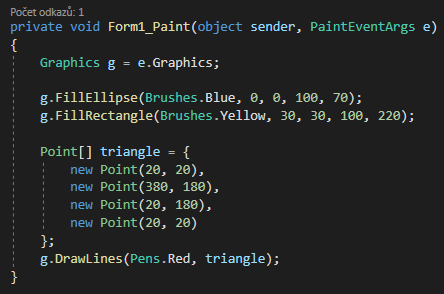 Počet odkazů: 1
private void Form1_Paint(object sender, PaintEventArgs e)
{
    Graphics g = e.Graphics;

    g.FillEllipse(Brushes.Blue, 0, 0, 100, 70);
    g.FillRectangle(Brushes.Yellow, 30, 30, 100, 220);

    Point[] triangle = {
        new Point(20, 20),
        new Point(380, 180),
        new Point(20, 180),
        new Point(20, 20)
    };
    g.DrawLines(Pens.Red, triangle);
}